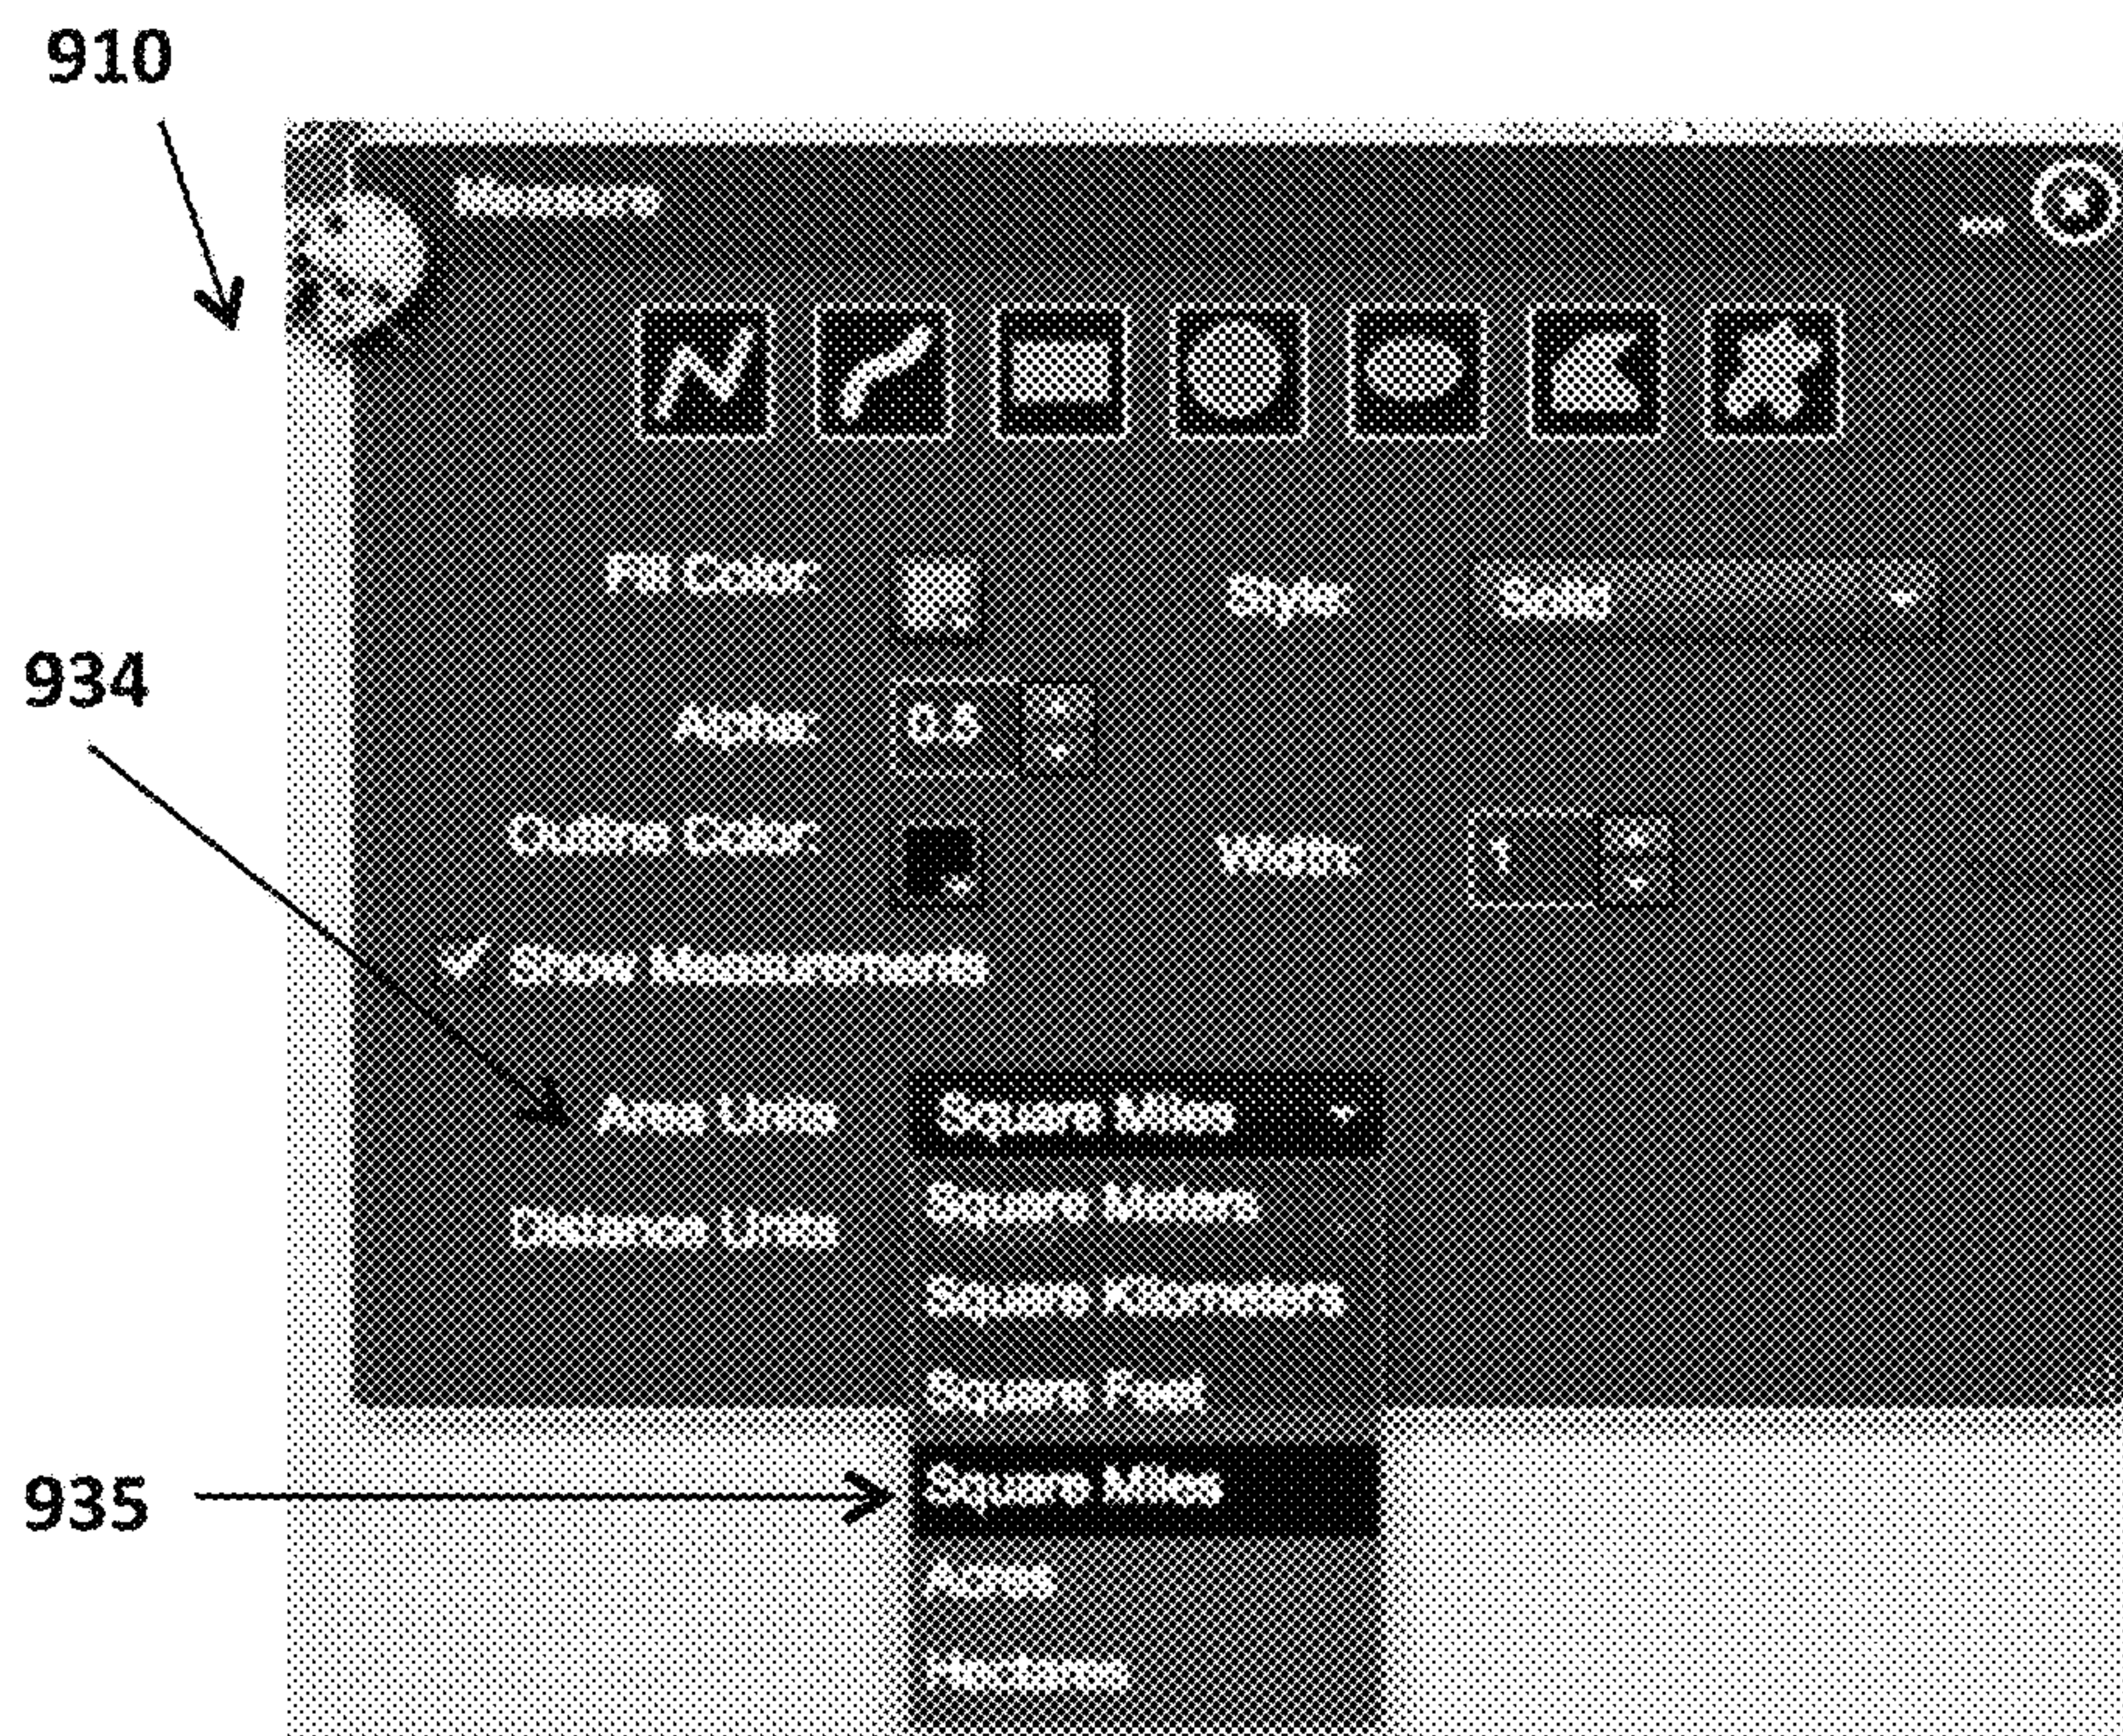 910
Measure
Fill Color:
Style:
Solid
934
Alpha:
0.5
Outline Color:
Width:
1
Show Measurements
Area Units
Square Miles
Square Meters
Distance Units
Square Kilometers
Square Feet
935
Square Miles
Acres
Hectares